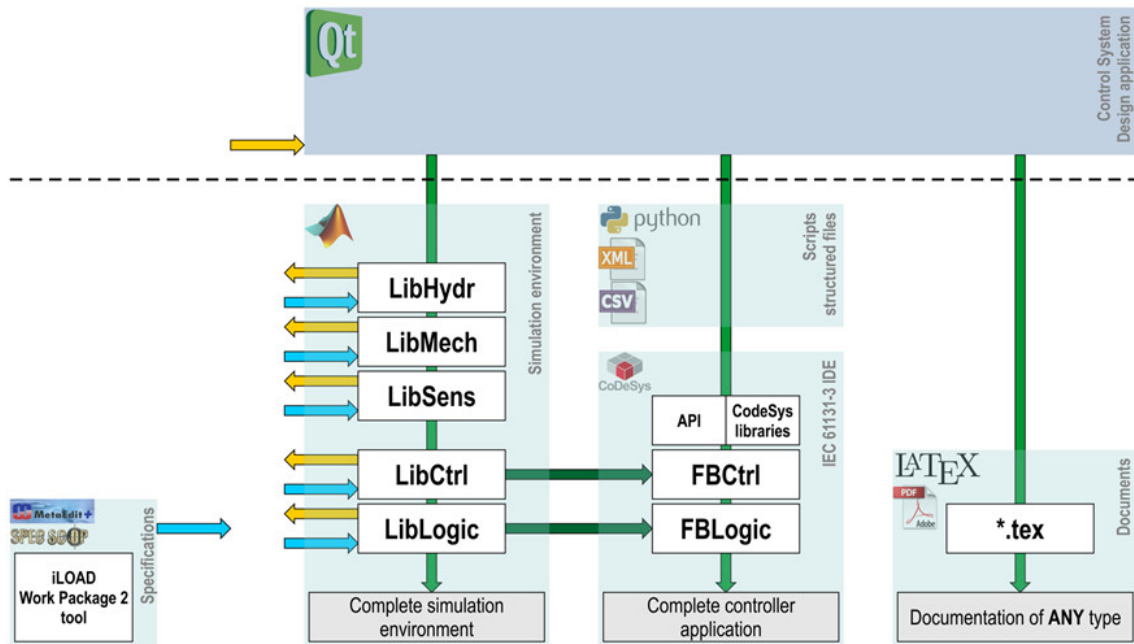 Qt
Control System
Design application
Simulation environment
LibHydr
LibMech
LibSens
LibCtrl
LibLogic
Complete simulation
environment
python
XML
CSV
Scripts
structured files
CoDeSys
IEC 61131-3 IDE
API
CodeSys
libraries
FBCtrl
FBLogic
Complete controller
application
LATEX
PDF
Adobe
Documents
*.tex
Documentation of ANY type
MetaEdit+
Specifications
iLOAD
Work Package 2
tool